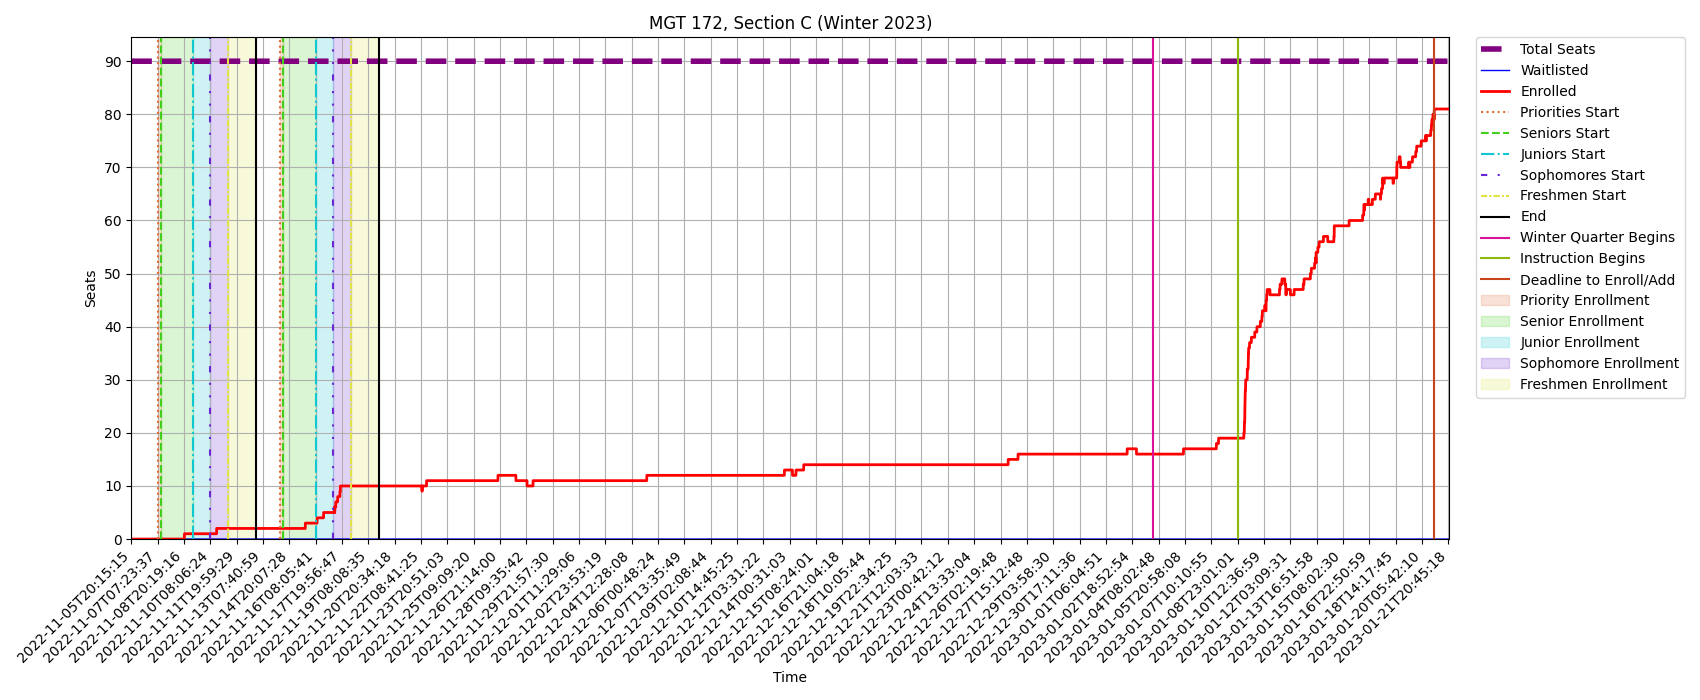 MGT 172, Section C (Winter 2023)
Seats
90
80
70
60
50
40
30
20
10
0
2022-11-05T20:15:15
2022-11-07T07:23:37
2022-11-08T20:19:16
2022-11-10T08:06:24
2022-11-11T19:59:29
2022-11-13T07:40:59
2022-11-14T20:07:28
2022-11-16T08:05:41
2022-11-17T19:56:47
2022-11-19T08:08:35
2022-11-20T20:34:18
2022-11-22T08:41:25
2022-11-23T20:51:03
2022-11-25T09:09:20
2022-11-26T21:14:00
2022-11-28T09:35:42
2022-11-29T21:57:30
2022-12-01T11:29:06
2022-12-02T23:53:19
2022-12-04T12:28:08
2022-12-06T00:48:24
2022-12-07T13:35:49
2022-12-09T02:08:44
2022-12-10T14:45:25
2022-12-12T03:31:22
2022-12-14T00:31:03
2022-12-15T08:24:01
2022-12-16T21:04:18
2022-12-18T10:05:44
2022-12-19T22:34:25
2022-12-21T12:03:33
2022-12-23T00:42:12
2022-12-24T13:33:04
2022-12-26T02:19:48
2022-12-27T15:12:48
2022-12-29T03:58:30
2022-12-30T17:11:36
2023-01-01T06:04:51
2023-01-02T18:52:54
2023-01-04T08:02:48
2023-01-05T20:58:08
2023-01-07T10:10:55
2023-01-08T23:01:01
2023-01-10T12:36:59
2023-01-12T03:09:31
2023-01-13T16:51:58
2023-01-15T08:02:30
2023-01-16T22:50:59
2023-01-18T14:17:45
2023-01-20T05:42:10
2023-01-21T20:45:18
Time
Total Seats
Waitlisted
Enrolled
Priorities Start
Seniors Start
Juniors Start
Sophomores Start
Freshmen Start
End
Winter Quarter Begins
Instruction Begins
Deadline to Enroll/Add
Priority Enrollment
Senior Enrollment
Junior Enrollment
Sophomore Enrollment
Freshmen Enrollment